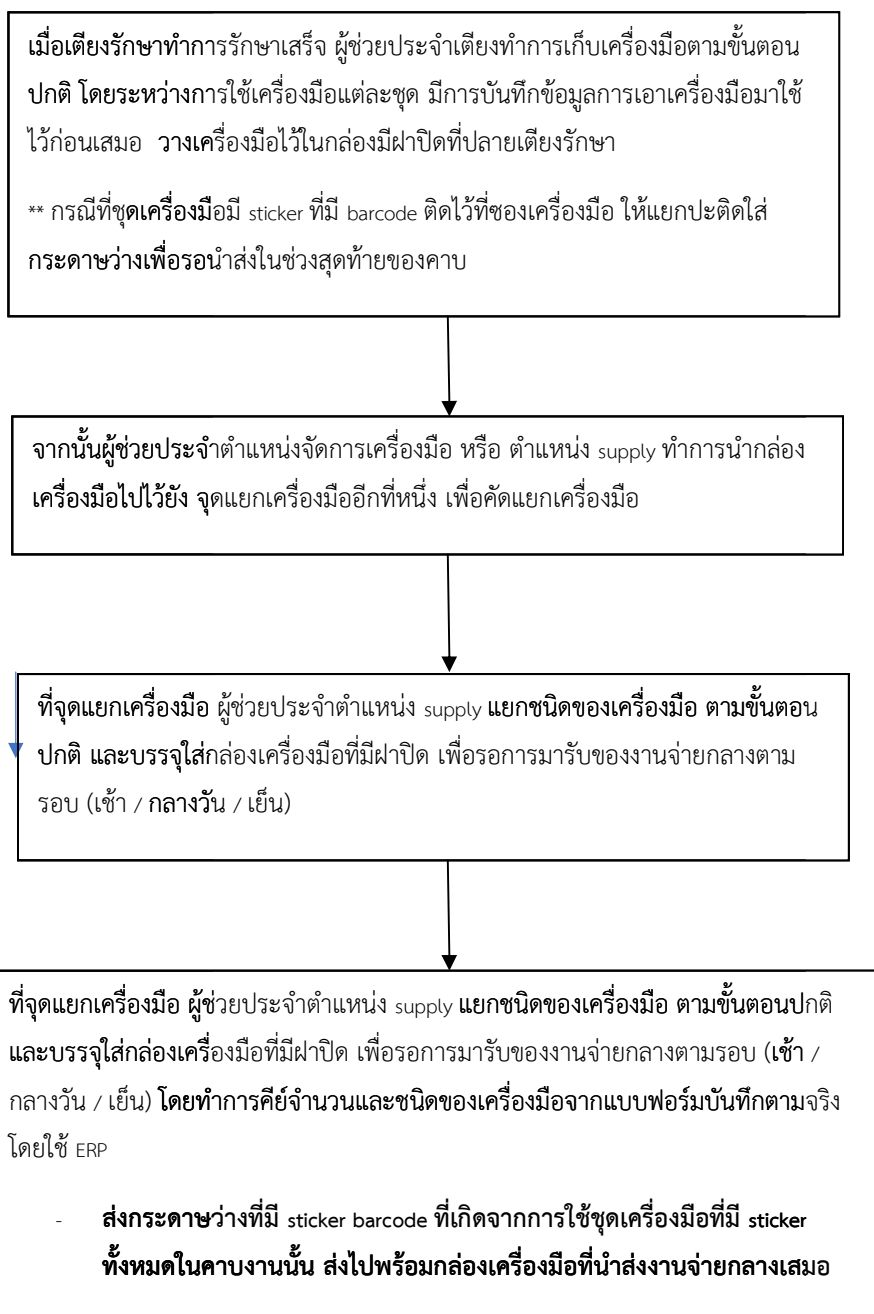 เมื่อเตียงรักษาทำการรักษาเสร็จ ผู้ช่วยประจำเตียงทำการเก็บเครื่องมือตามขั้นตอน
ปกติ โดยระหว่างการใช้เครื่องมือแต่ละชุด มีการบันทึกข้อมูลการเอาเครื่องมือมาใช้
ไว้ก่อนเสมอ วางเครื่องมือไว้ในกล่องมีฝาปิดที่ปลายเตียงรักษา
** กรณีที่ชุดเครื่องมือมี sticker ที่มี barcode ติดไว้ที่ซองเครื่องมือ ให้แยกปะติดใส่
กระดาษว่างเพื่อรอนำส่งในช่วงสุดท้ายของคาบ
จากนั้นผู้ช่วยประจำตำแหน่งจัดการเครื่องมือ หรือ ตำแหน่ง supply ทำการนำกล่อง
เครื่องมือไปไว้ยัง จุดแยกเครื่องมืออีกที่หนึ่ง เพื่อคัดแยกเครื่องมือ
ที่จุดแยกเครื่องมือ ผู้ช่วยประจำตำแหน่ง supply แยกชนิดของเครื่องมือ ตามขั้นตอน
ปกติ และบรรจุใส่กล่องเครื่องมือที่มีฝาปิด เพื่อรอการมารับของงานจ่ายกลางตาม
รอบ (เช้า / กลางวัน / เย็น)
ที่จุดแยกเครื่องมือ ผู้ช่วยประจำตำแหน่ง supply แยกชนิดของเครื่องมือ ตามขั้นตอนปกติ
และบรรจุใส่กล่องเครื่องมือที่มีฝาปิด เพื่อรอการมารับของงานจ่ายกลางตามรอบ (เช้า /
กลางวัน / เย็น) โดยทำการคีย์จำนวนและชนิดของเครื่องมือจากแบบฟอร์มบันทึกตามจริง
โดยใช้ ERP
- ส่งกระดาษว่างที่มี sticker barcode ที่เกิดจากการใช้ชุดเครื่องมือที่มี sticker
ทั้งหมดในคาบงานนั้น ส่งไปพร้อมกล่องเครื่องมือที่นำส่งงานจ่ายกลางเสมอ